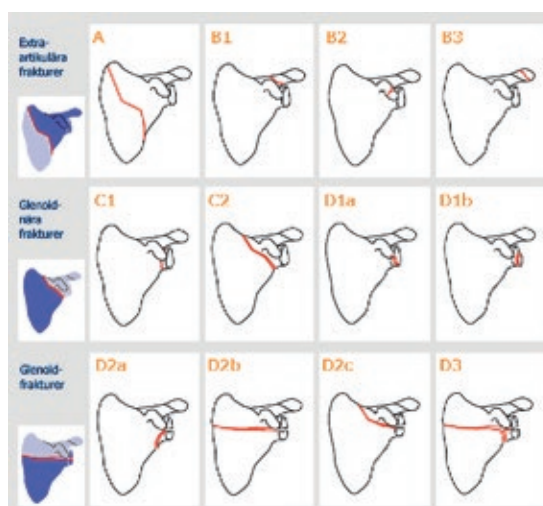 Extra-
artikulära
frakturer
A
B1
B2
B3
Glenoid-
nära
frakturer
C1
C2
D1a
D1b
Glenoid-
frakturer
D2a
D2b
D2c
D3